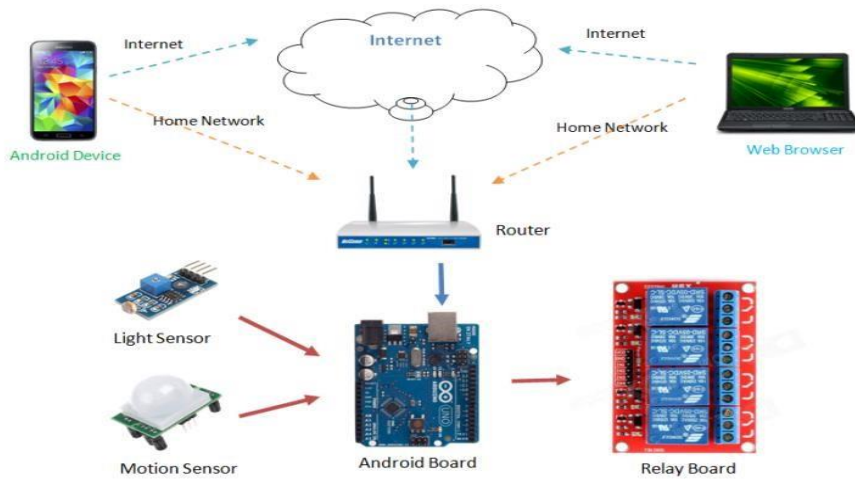 Internet
Internet
Internet
Home Network
Home Network
Android Device
Web Browser
Router
Light Sensor
UNO
Motion Sensor
Android Board
Relay Board